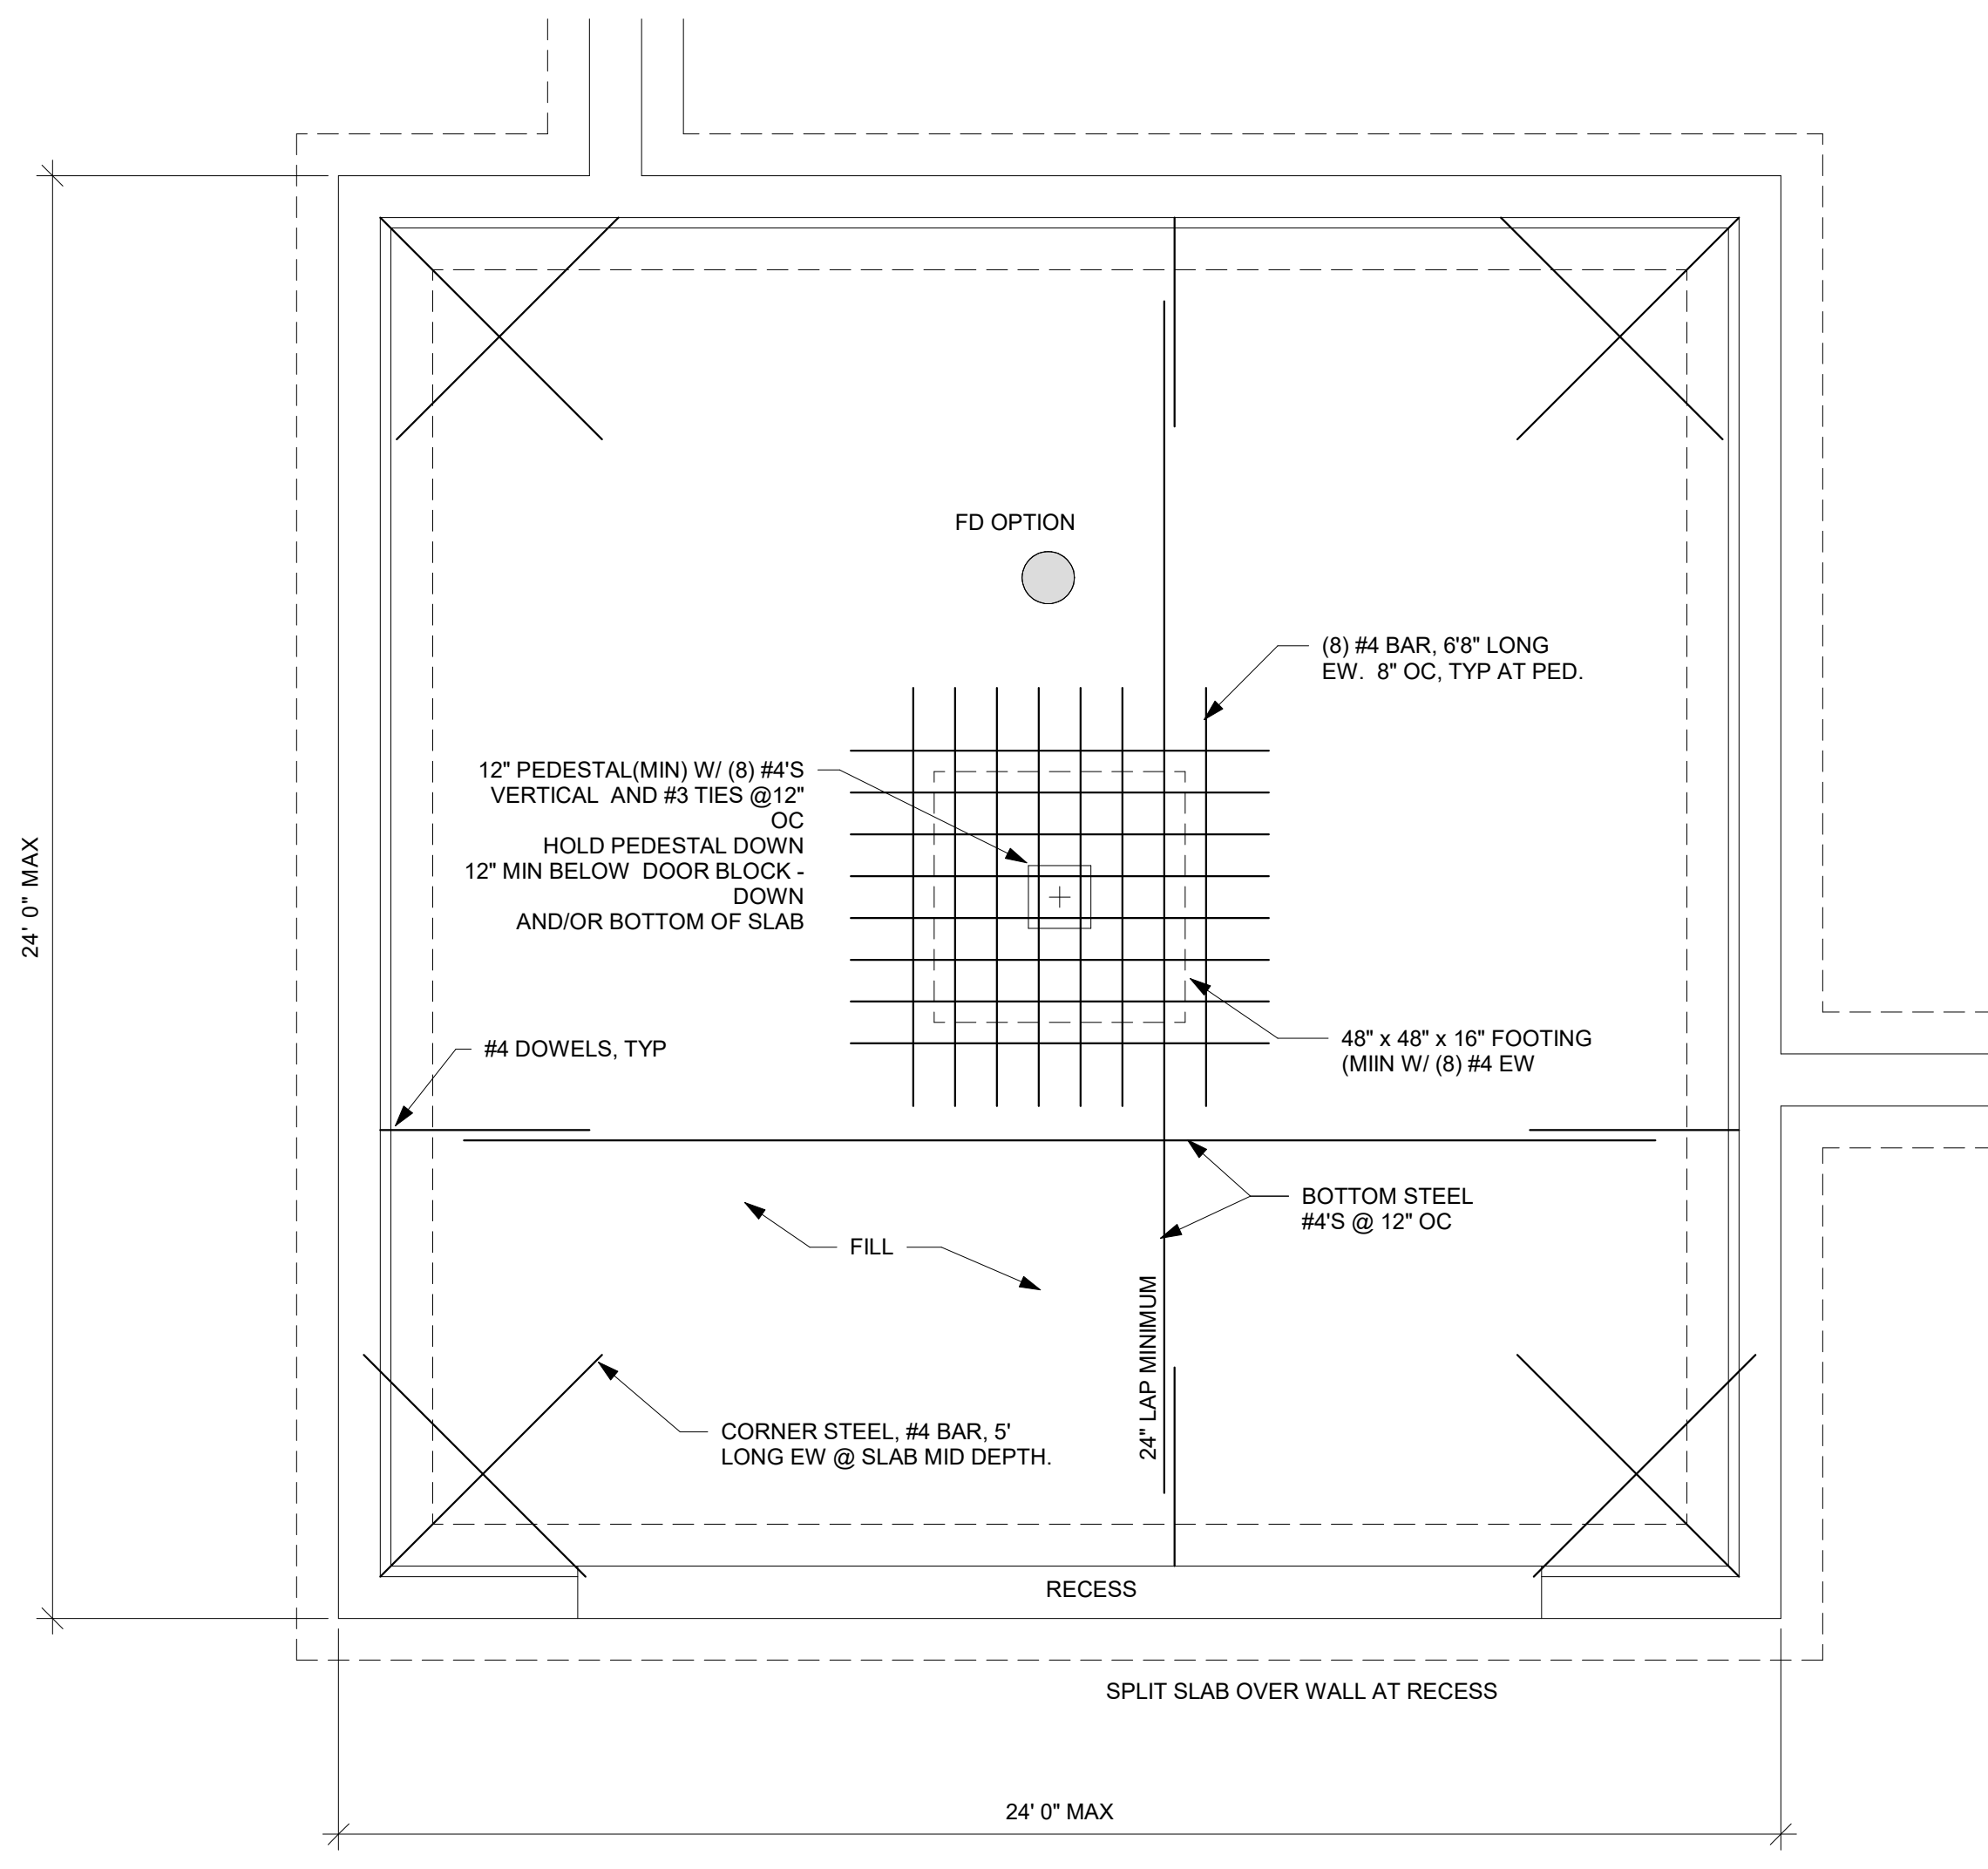 FD OPTION
(8) #4 BAR, 6'8" LONG
EW.  8" OC, TYP AT PED.
12" PEDESTAL(MIN) W/ (8) #4'S
VERTICAL  AND #3 TIES @12"
OC
HOLD PEDESTAL DOWN
12" MIN BELOW  DOOR BLOCK -
DOWN
AND/OR BOTTOM OF SLAB
24' 0" MAX
#4 DOWELS, TYP
48" x 48" x 16" FOOTING
(MIIN W/ (8) #4 EW
BOTTOM STEEL
#4'S @ 12" OC
FILL
24" LAP MINIMUM
CORNER STEEL, #4 BAR, 5'
LONG EW @ SLAB MID DEPTH.
RECESS
SPLIT SLAB OVER WALL AT RECESS
24' 0" MAX